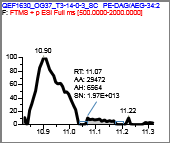 QEF1630_OG37_T3-14-0-3_SC PE-DAG/AEG-34:2
F: FTMS + p ESI Full ms [500.0000-2000.0000]
10.90
RT: 11.07
AA: 29472
AH: 6564
SN: 1.97E+013
11.22
10.9 11.0 11.1 11.2 11.3